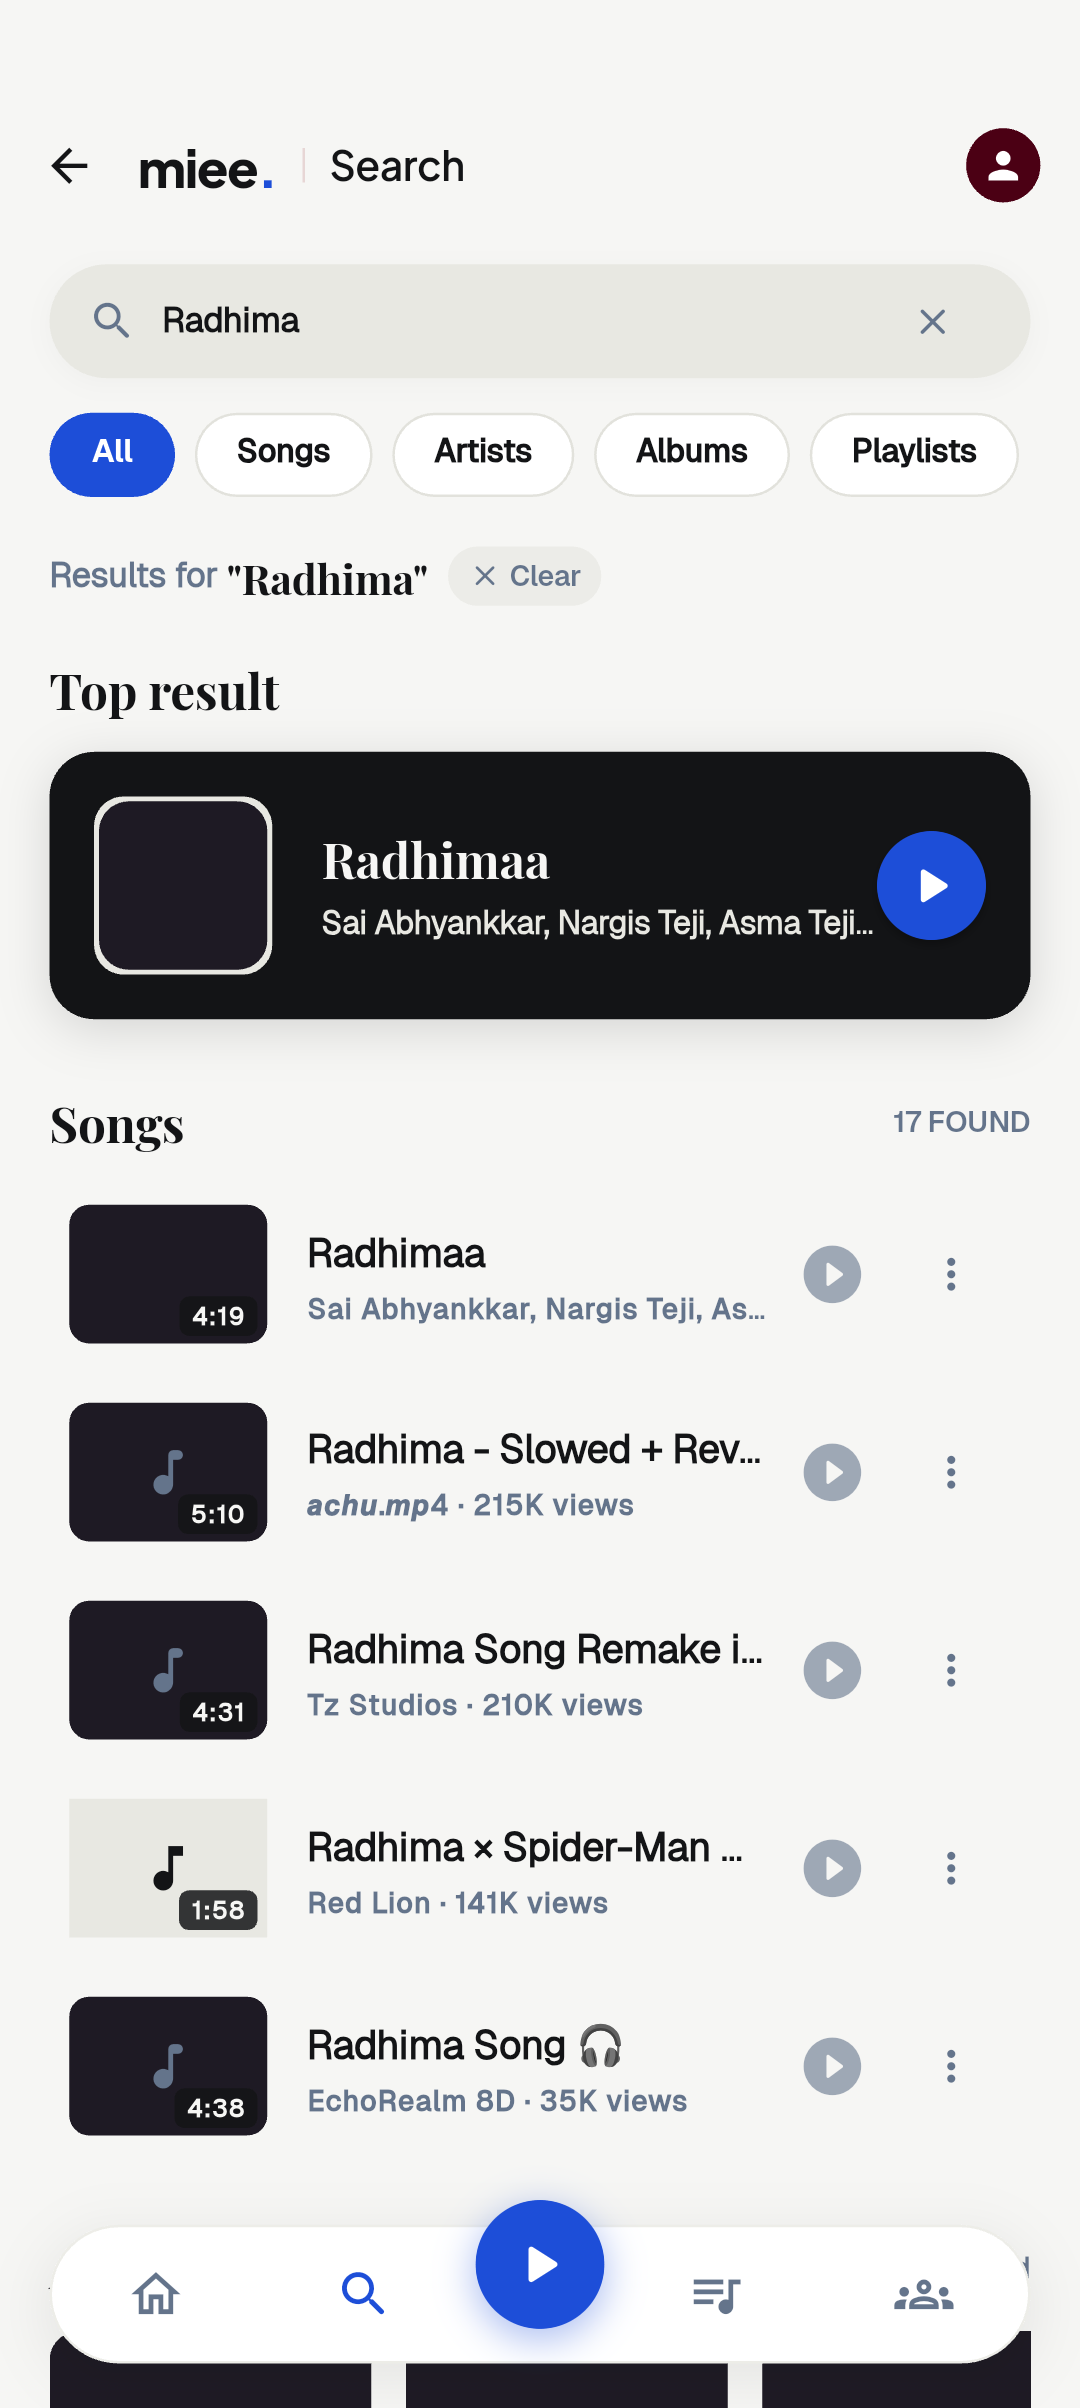 miee. | Search
Radhima
All Songs Artists Albums Playlists
Results for "Radhima" Clear
Top result
Radhimaa
Sai Abhyankkar, Nargis Teji, Asma Teji...
Songs 17 FOUND
Radhimaa
Sai Abhyankkar, Nargis Teji, As...
4:19
Radhima - Slowed + Rev...
achu.mp4 · 215K views
5:10
Radhima Song Remake i...
Tz Studios · 210K views
4:31
Radhima × Spider-Man ...
Red Lion · 141K views
1:58
Radhima Song 🎧
EchoRealm 8D · 35K views
4:38